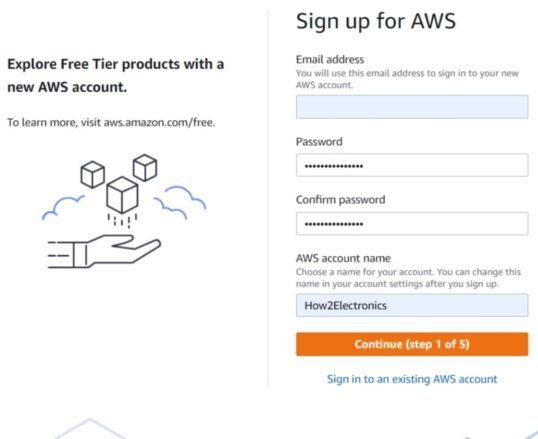 Explore Free Tier products with a
new AWS account.
To learn more, visit aws.amazon.com/free.
Sign up for AWS
Email address
You will use this email address to sign in to your new
AWS account.
Password
•••••••••••••••
Confirm password
•••••••••••••••
AWS account name
Choose a name for your account. You can change this
name in your account settings after you sign up.
How2Electronics
Continue (step 1 of 5)
Sign in to an existing AWS account